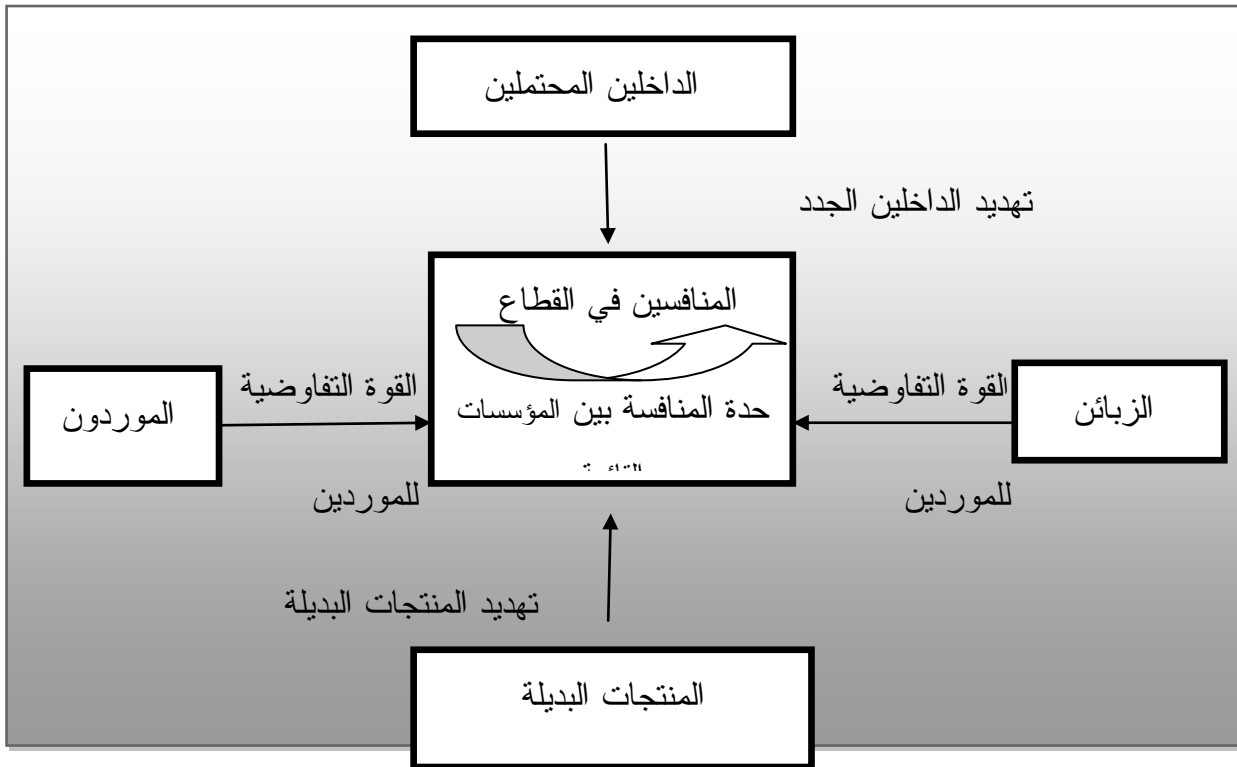 الداخلين المحتملين
تهديد الداخلين الجدد
المنافسين في القطاع
حدة المنافسة بين المؤسسات
الزبائن
القوة التفاوضية
للموردين
الموردون
القوة التفاوضية
للموردين
تهديد المنتجات البديلة
المنتجات البديلة